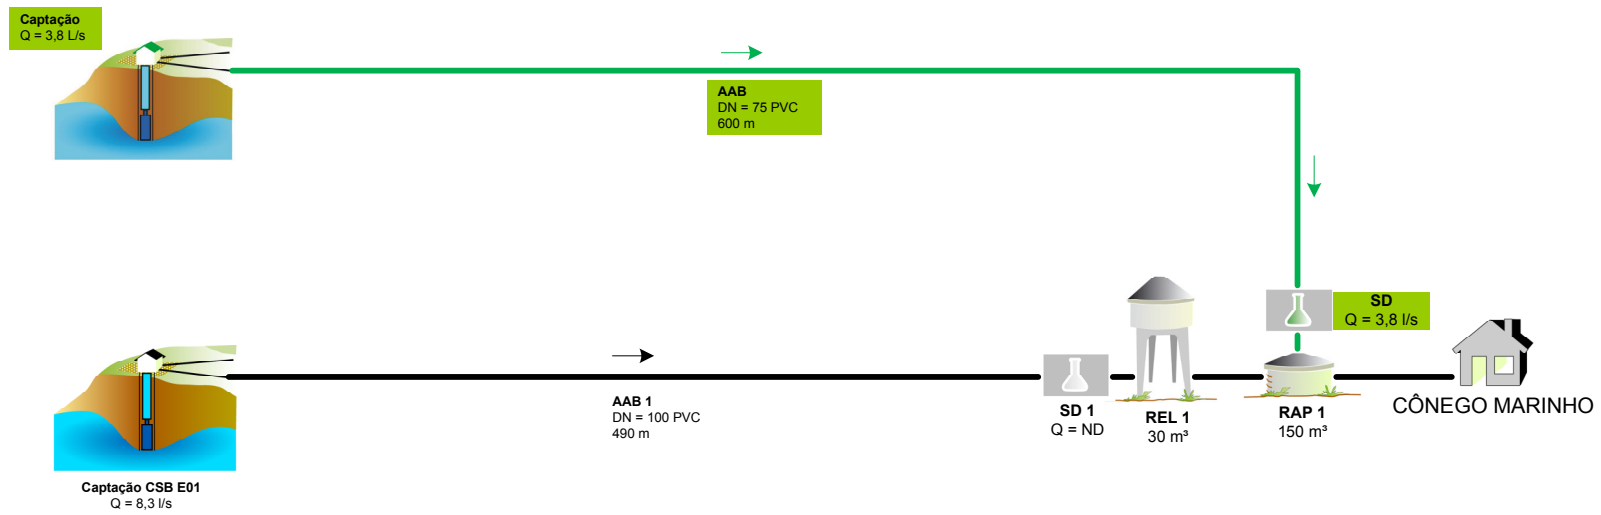 Captação
Q = 3,8 L/s
AAB
DN = 75 PVC
600 m
SD
Q = 3,8 l/s
AAB 1
DN = 100 PVC
490 m
SD 1
Q = ND
REL 1
30 m³
RAP 1
150 m³
CÔNEGO MARINHO
Captação CSB E01
Q = 8,3 l/s